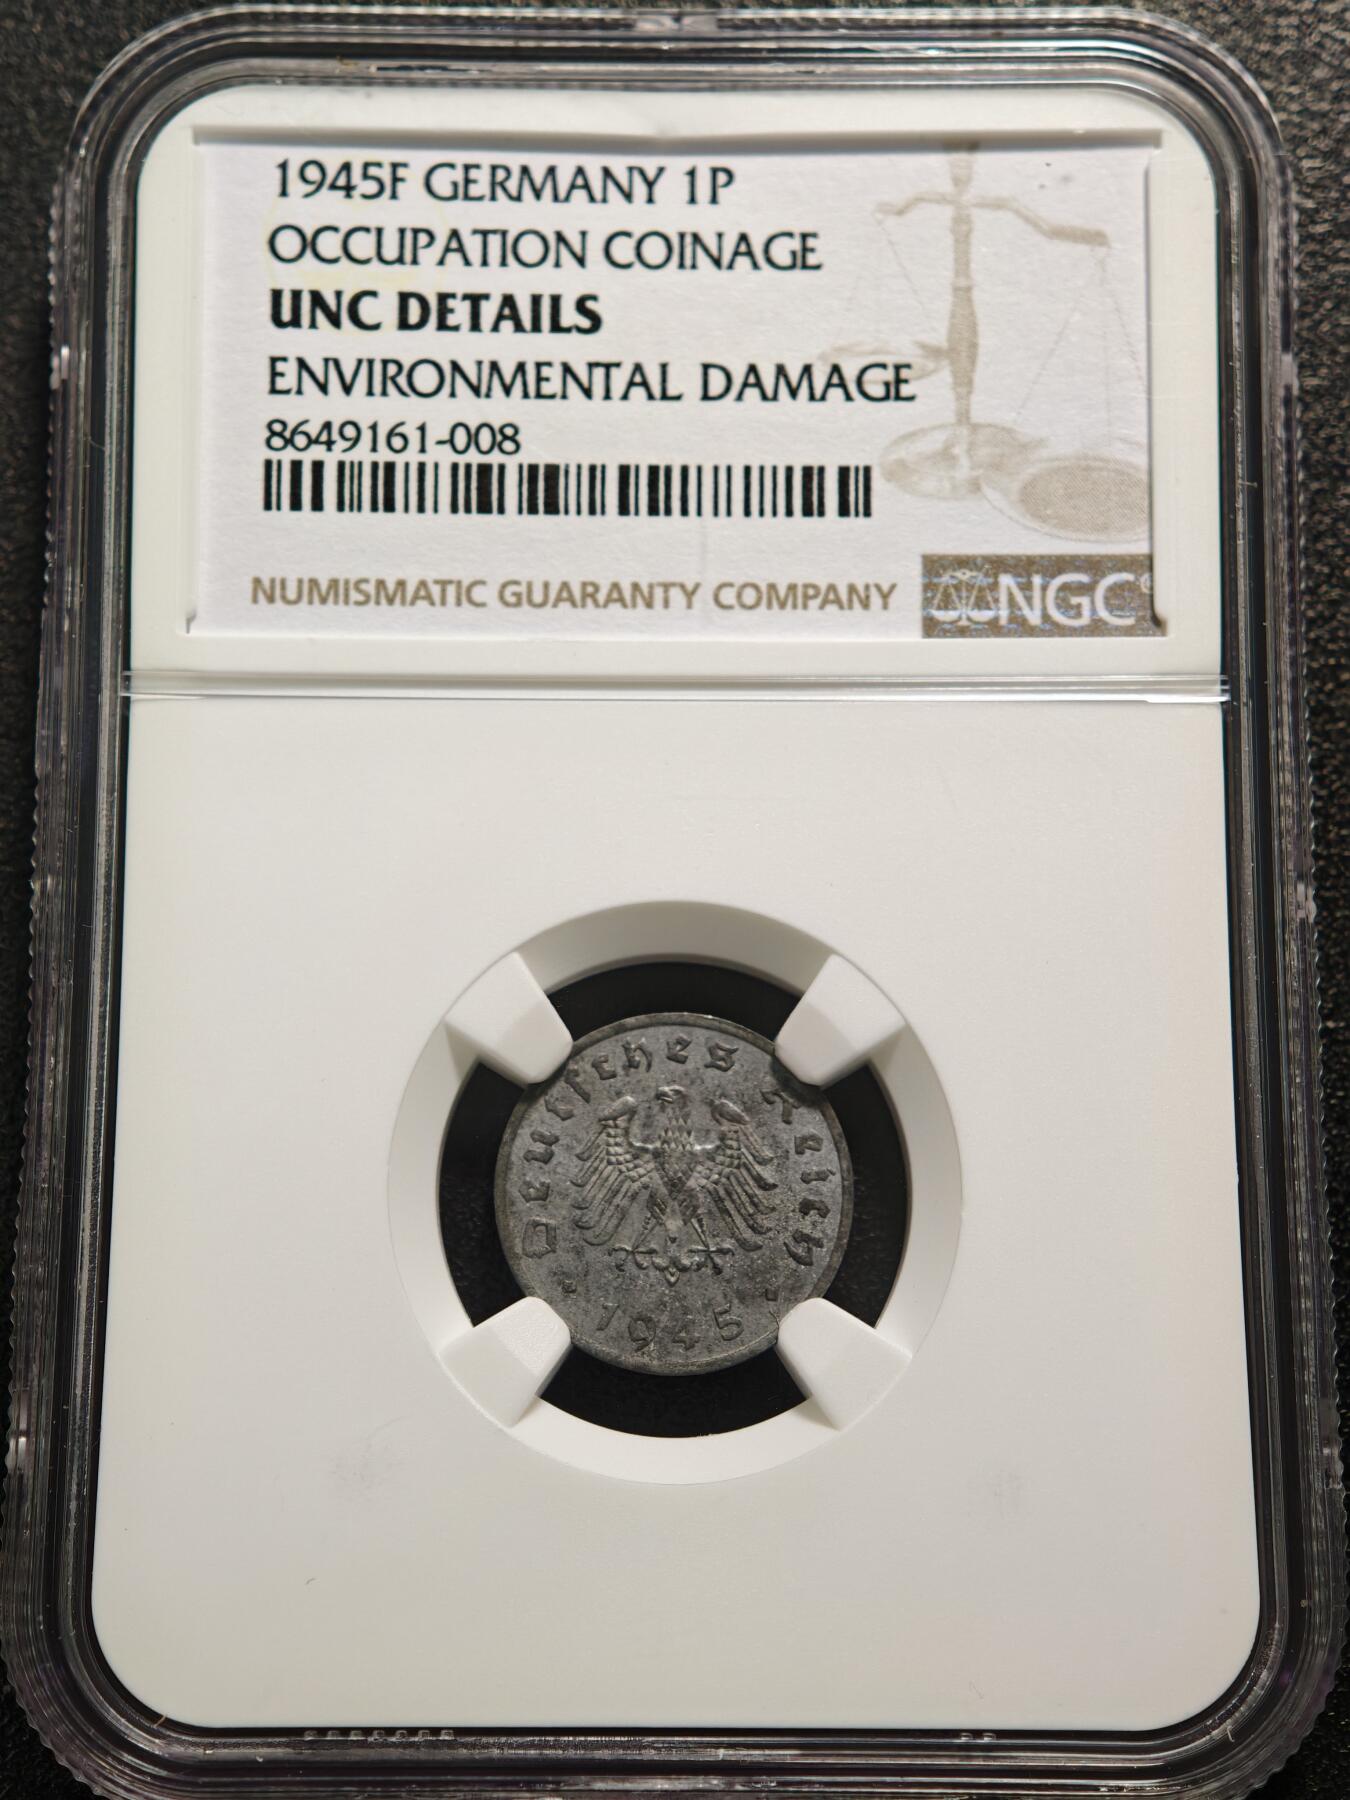 1945F GERMANY 1P
OCCUPATION COINAGE
UNC DETAILS
ENVIRONMENTAL DAMAGE
8649161-008
NUMISMATIC GUARANTY COMPANY
NGC
Deutsches Reich
1945